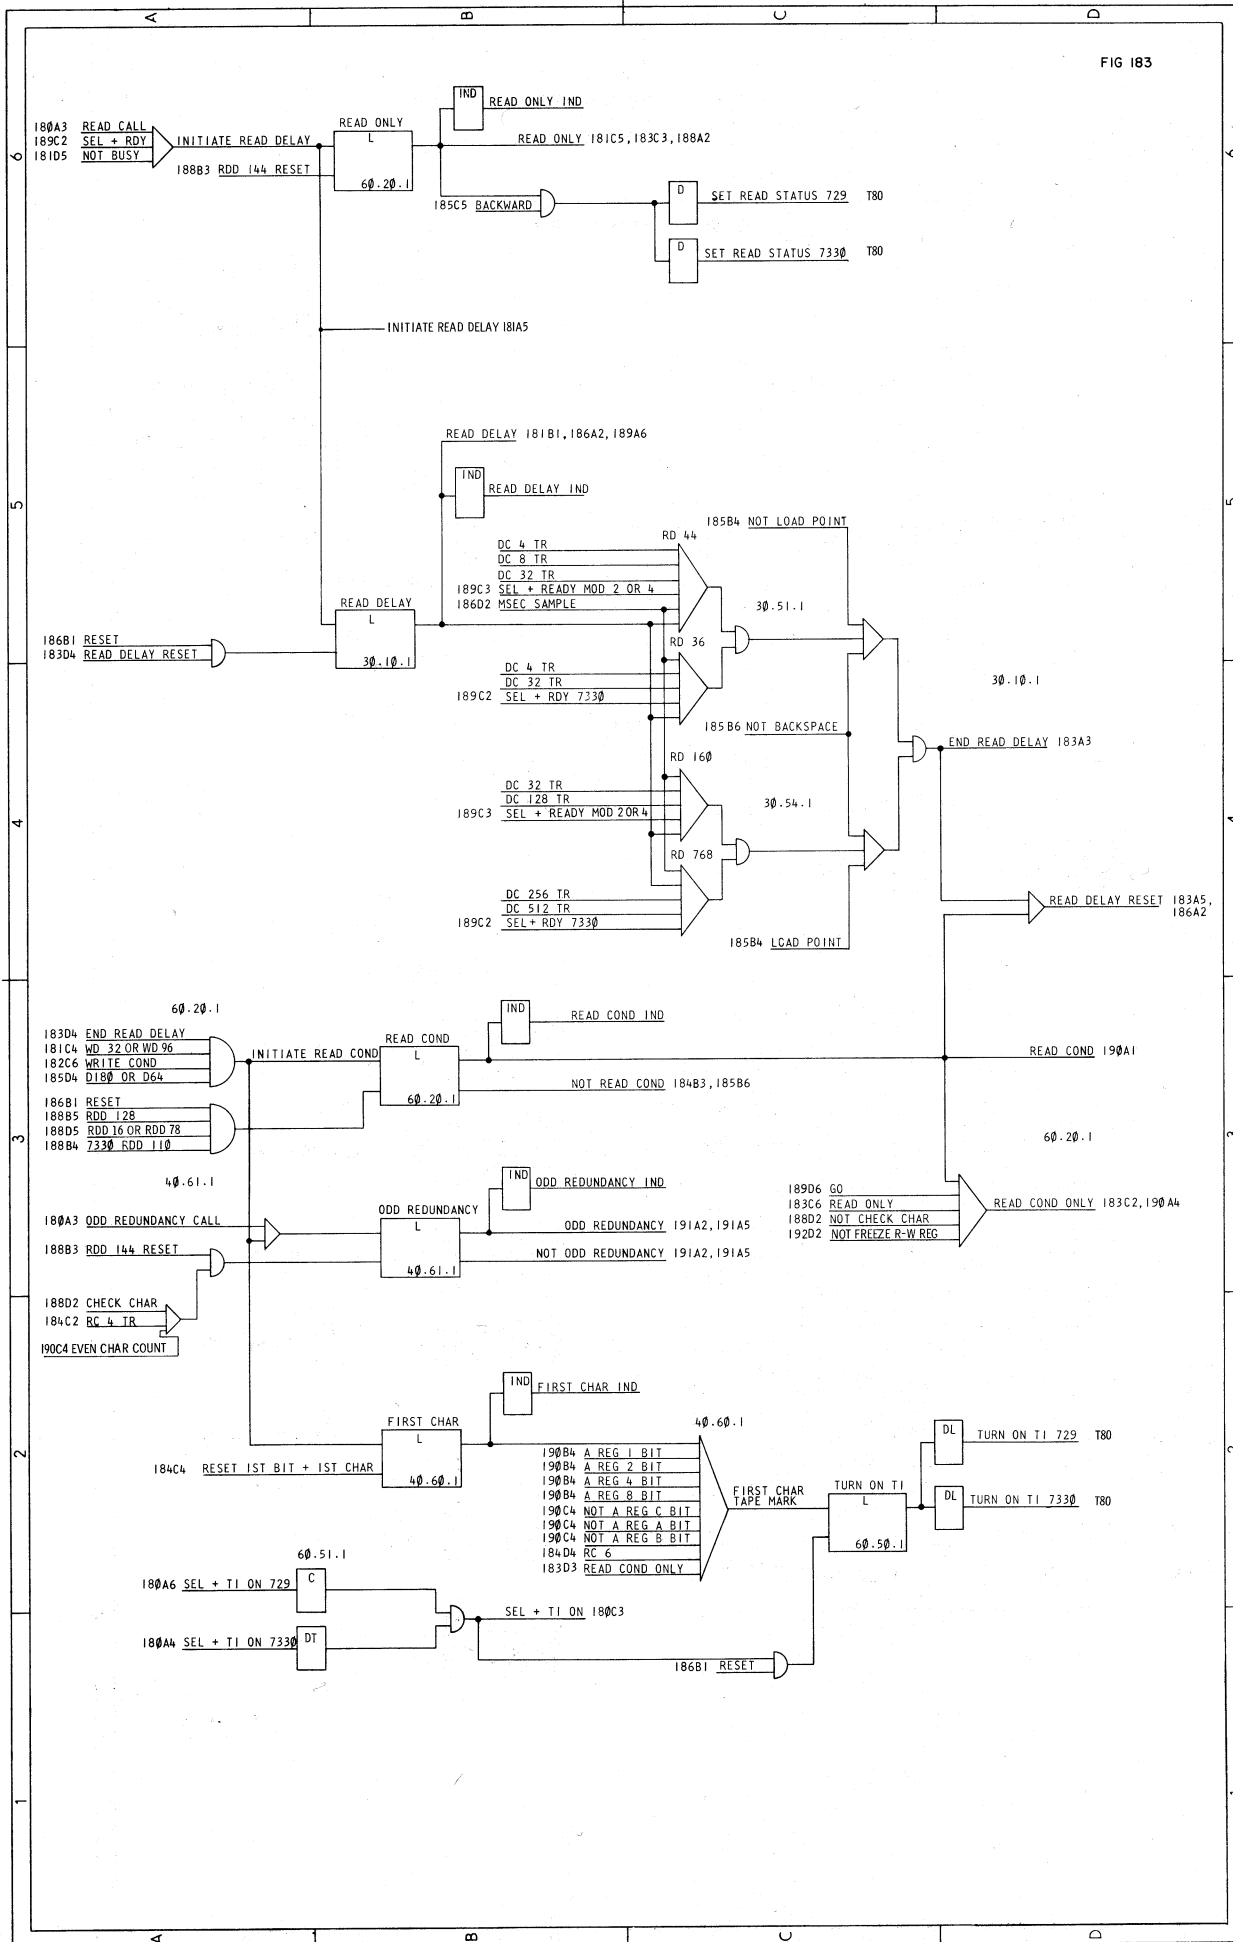 A B C D
FIG 183
6
6
IND
READ ONLY IND
180A3 READ CALL
189C2 SEL + RDY
181D5 NOT BUSY
INITIATE READ DELAY
READ ONLY
L
60.20.1
188B3 RDD 144 RESET
READ ONLY 181C5,183C3,188A2
185C5 BACKWARD
D
SET READ STATUS 729 T80
D
SET READ STATUS 7330 T80
INITIATE READ DELAY 181A5
5
5
READ DELAY 181B1,186A2,189A6
IND
READ DELAY IND
185B4 NOT LOAD POINT
RD 44
DC 4 TR
DC 8 TR
DC 32 TR
189C3 SEL + READY MOD 2 OR 4
186D2 MSEC SAMPLE
30.51.1
READ DELAY
L
30.10.1
186B1 RESET
183D4 READ DELAY RESET
RD 36
DC 4 TR
DC 32 TR
189C2 SEL + RDY 7330
30.10.1
185B6 NOT BACKSPACE
END READ DELAY 183A3
4
4
RD 160
DC 32 TR
DC 128 TR
189C3 SEL + READY MOD 2OR4
30.54.1
RD 768
DC 256 TR
DC 512 TR
189C2 SEL+ RDY 7330
185B4 LOAD POINT
READ DELAY RESET 183A5,
186A2
60.20.1
183D4 END READ DELAY
181C4 WD 32 OR WD 96
182C6 WRITE COND
185D4 D180 OR D64
INITIATE READ COND
READ COND
L
60.20.1
IND
READ COND IND
READ COND 190A1
NOT READ COND 184B3,185B6
186B1 RESET
188B5 RDD 128
188D5 RDD 16 OR RDD 78
188B4 7330 RDD 110
3
3
60.20.1
40.61.1
IND
ODD REDUNDANCY IND
180A3 ODD REDUNDANCY CALL
188B3 RDD 144 RESET
ODD REDUNDANCY
L
40.61.1
ODD REDUNDANCY 191A2,191A5
NOT ODD REDUNDANCY 191A2,191A5
189D6 GO
183C6 READ ONLY
188D2 NOT CHECK CHAR
192D2 NOT FREEZE R-W REG
READ COND ONLY 183C2,190A4
188D2 CHECK CHAR
184C2 RC 4 TR
190C4 EVEN CHAR COUNT
IND
FIRST CHAR IND
2
2
FIRST CHAR
L
40.60.1
184C4 RESET 1ST BIT + 1ST CHAR
40.60.1
190B4 A REG 1 BIT
190B4 A REG 2 BIT
190B4 A REG 4 BIT
190B4 A REG 8 BIT
190C4 NOT A REG C BIT
190C4 NOT A REG A BIT
190C4 NOT A REG B BIT
184D4 RC 6
183D3 READ COND ONLY
FIRST CHAR
TAPE MARK
TURN ON TI
L
60.50.1
DL
TURN ON TI 729 T80
DL
TURN ON TI 7330 T80
60.51.1
180A6 SEL + TI ON 729
C
SEL + TI ON 180C3
180A4 SEL + TI ON 7330
DT
186B1 RESET
1
1
A B C D